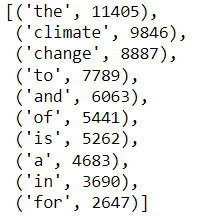 [('the', 11405),
('climate', 9846),
('change', 8887),
('to', 7789),
('and', 6063),
('of', 5441),
('is', 5262),
('a', 4683),
('in', 3690),
('for', 2647)]